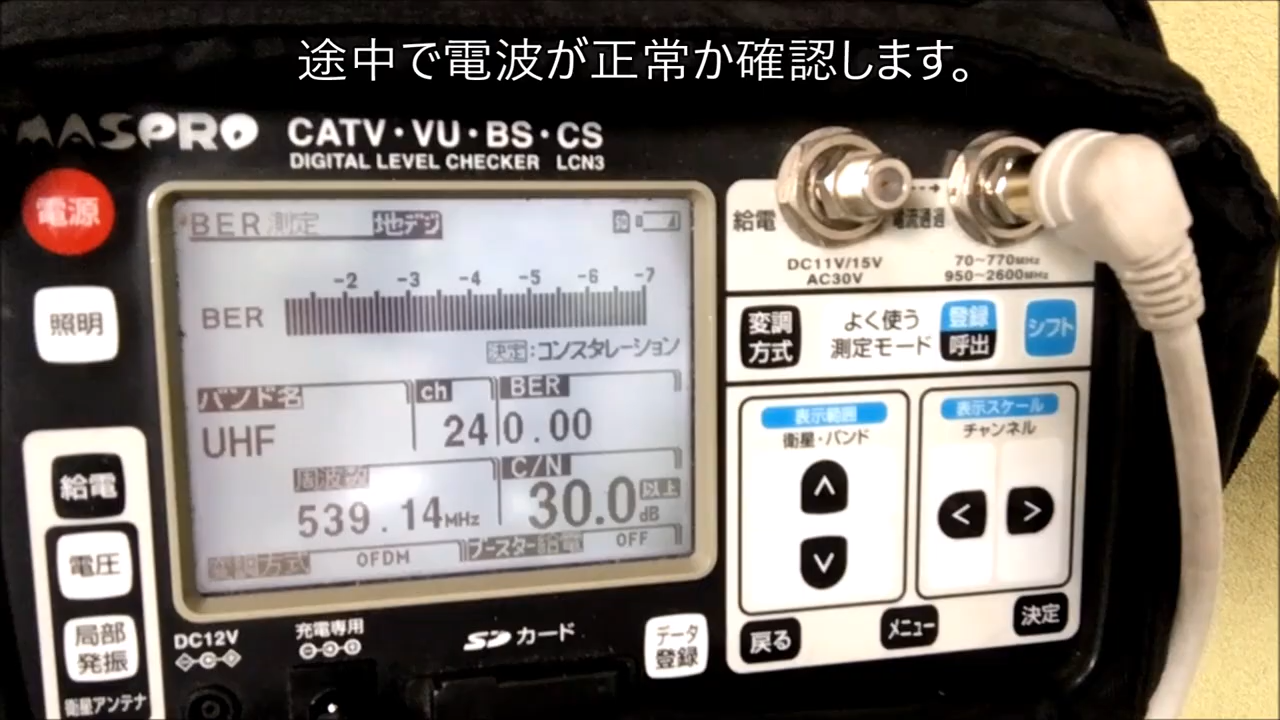 途中で電波が正常か確認します。
MASPRO
CATV・VU・BS・CS
DIGITAL LEVEL CHECKER LCN3
電源
照明
給電
電圧
局部
発振
衛星アンテナ
BER測定 地デジ
SD
-2 -3 -4 -5 -6 -7
BER
決定:コンスタレーション
バンド名
UHF
ch
24
BER
0.00
周波数
539.14MHz
C/N
30.0以上
dB
変調方式 OFDM
ブースター給電 OFF
給電
電流通過
DC11V/15V
AC30V
70~770MHz
950~2600MHz
変調
方式
よく使う
測定モード
登録
呼出
シフト
表示範囲
衛星・バンド
表示スケール
チャンネル
戻る
メニュー
決定
DC12V
充電専用
SDカード
データ
登録